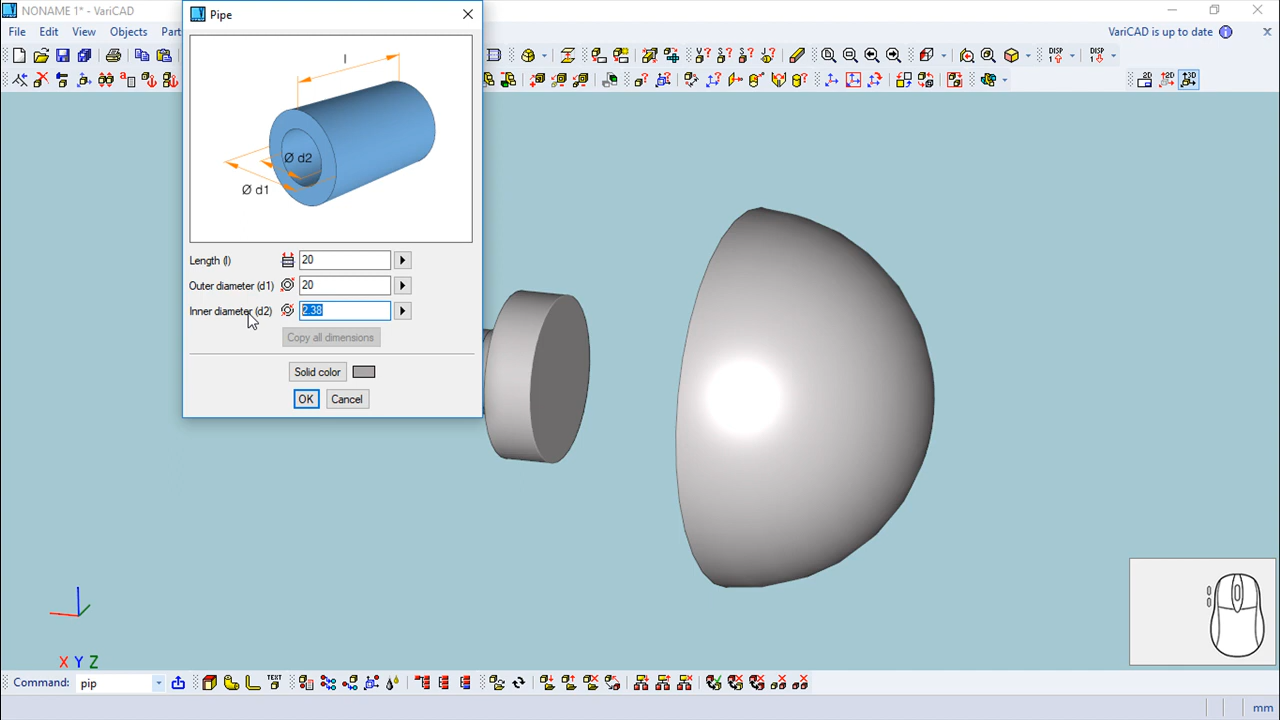 NONAME 1* - VariCAD
Pipe
File Edit View Objects Part
VariCAD is up to date
l
Ø d2
Ø d1
Length (l) 20
Outer diameter (d1) 20
Inner diameter (d2) 2.38
Copy all dimensions
Solid color
OK Cancel
X Y Z
Command: pip
mm